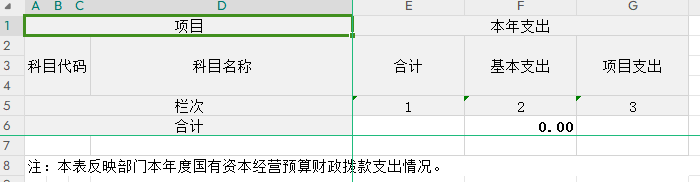 A B C D E F G
1 项目 本年支出
2
3 科目代码 科目名称 合计 基本支出 项目支出
4
5 栏次 1 2 3
6 合计 0.00
7
8 注：本表反映部门本年度国有资本经营预算财政拨款支出情况。